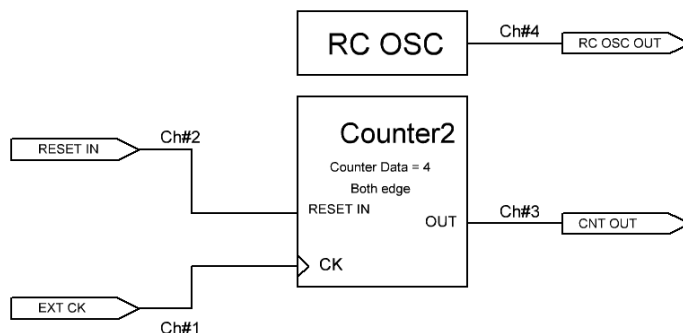 RC OSC
Ch#4
RC OSC OUT
Counter2
Ch#2
RESET IN
Counter Data = 4
Both edge
RESET IN
Ch#3
OUT
CNT OUT
CK
EXT CK
Ch#1